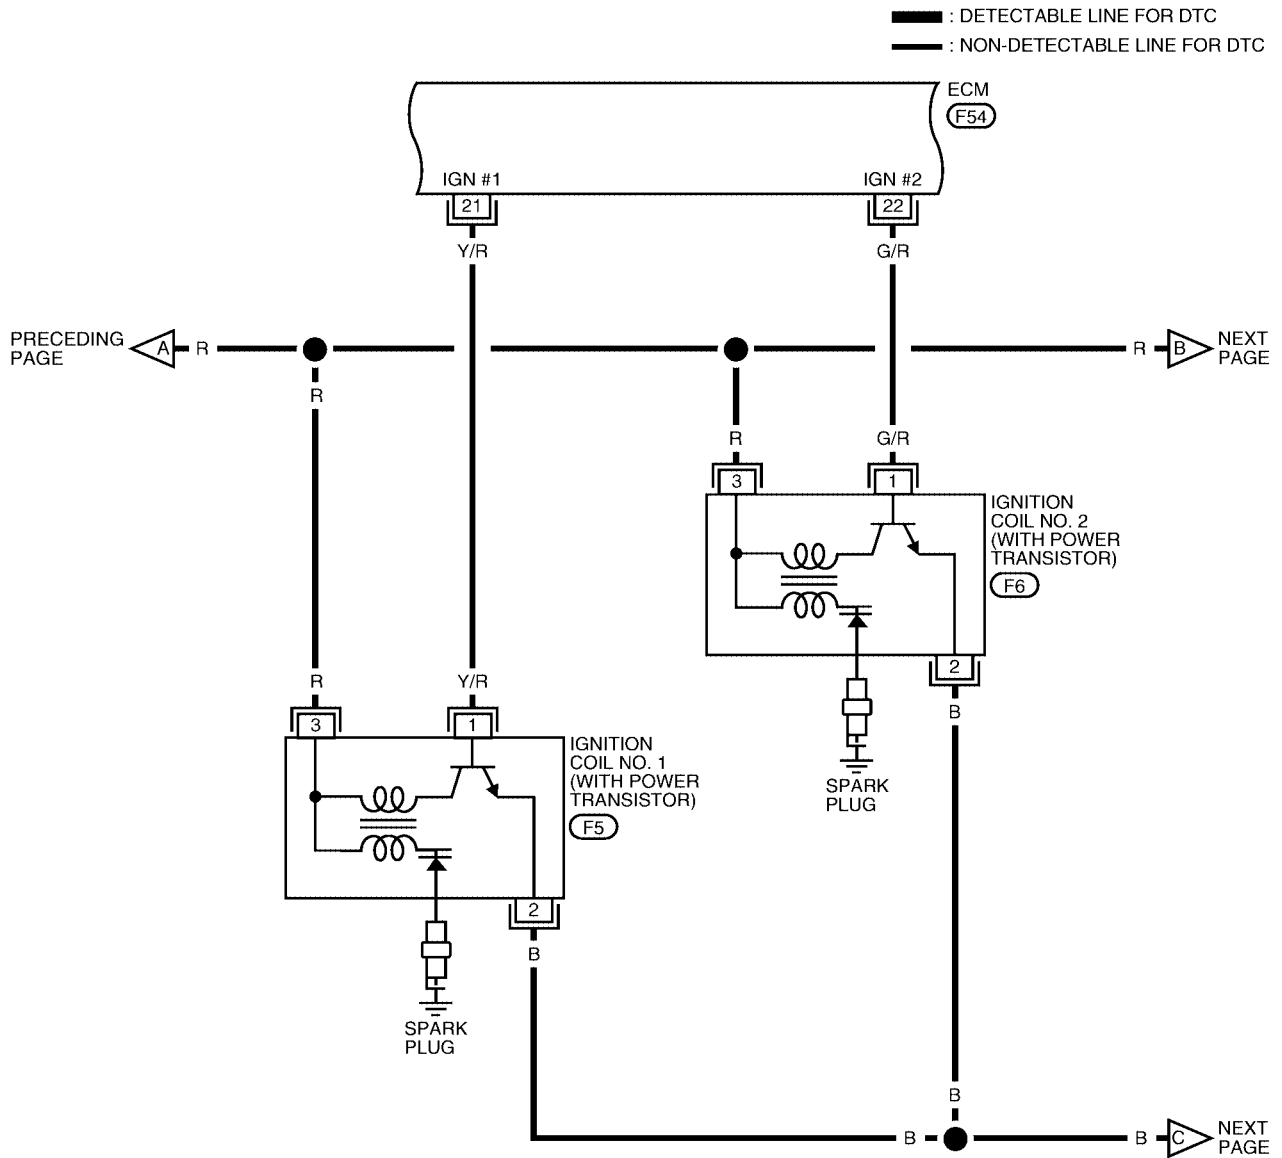 : DETECTABLE LINE FOR DTC
: NON-DETECTABLE LINE FOR DTC
ECM
F54
IGN #1
IGN #2
21
22
Y/R
G/R
PRECEDING
PAGE
A
R
R
B
NEXT
PAGE
R
R
G/R
3
1
IGNITION
COIL NO. 2
(WITH POWER
TRANSISTOR)
F6
2
B
SPARK
PLUG
R
Y/R
3
1
IGNITION
COIL NO. 1
(WITH POWER
TRANSISTOR)
F5
2
B
SPARK
PLUG
B
B
B
C
NEXT
PAGE